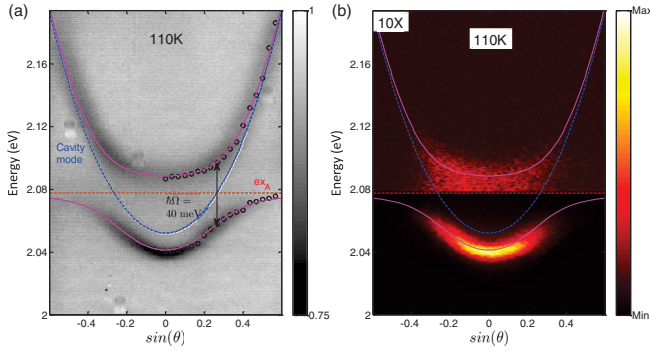 (a)
110K
2.16
2.12
2.08
2.04
2
Energy (eV)
Cavity
mode
ex_A
ℏΩ =
40 meV
-0.4
-0.2
0
0.2
0.4
sin(θ)
1
0.75
(b)
10X
110K
2.16
2.12
2.08
2.04
2
Energy (eV)
-0.4
-0.2
0
0.2
0.4
sin(θ)
Max
Min